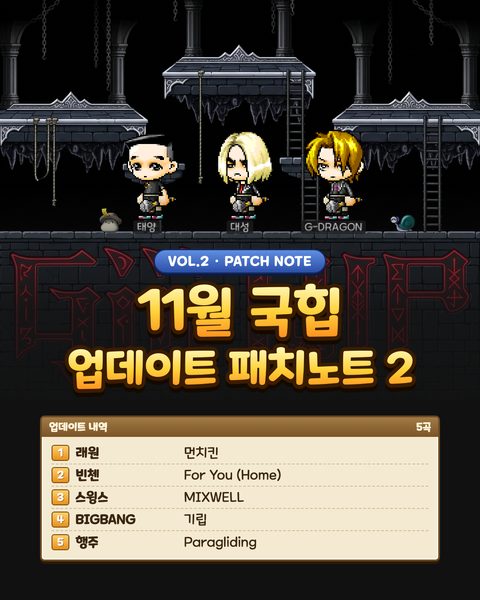 태양
대성
G-DRAGON
VOL.2 · PATCH NOTE
11월 국힙
업데이트 패치노트 2
업데이트 내역 5곡
1 래원 먼치킨
2 빈첸 For You (Home)
3 스윙스 MIXWELL
4 BIGBANG 기립
5 행주 Paragliding